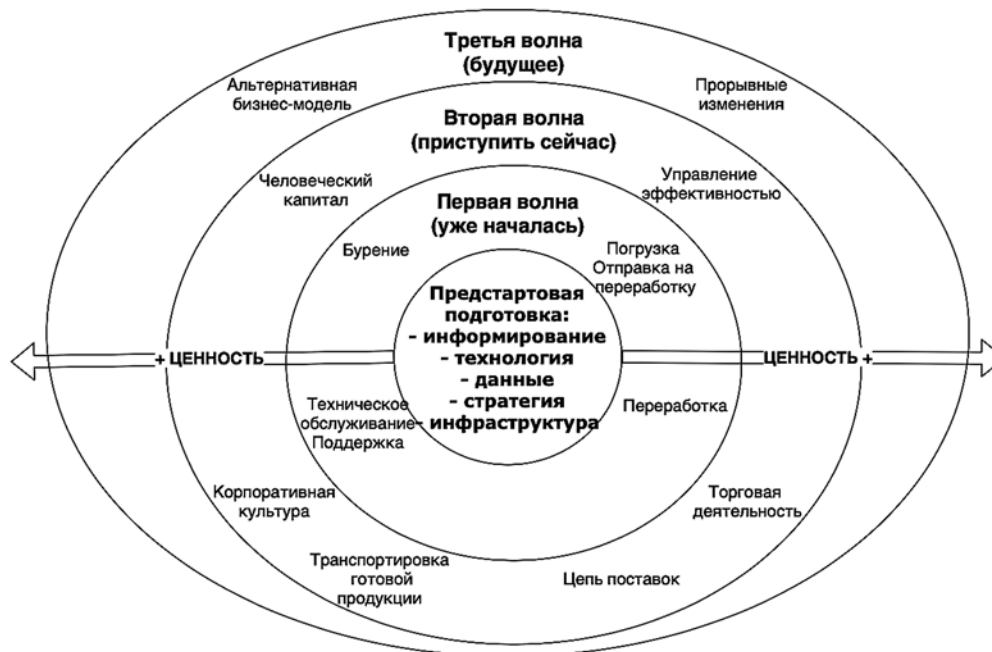 Третья волна
(будущее)
Альтернативная
бизнес-модель
Прорывные
изменения
Вторая волна
(приступить сейчас)
Человеческий
капитал
Управление
эффективностью
Первая волна
(уже началась)
Бурение
Погрузка
Отправка на
переработку
Предстартовая
подготовка:
- информирование
- технология
- данные
- стратегия
- инфраструктура
+ ЦЕННОСТЬ
ЦЕННОСТЬ +
Техническое
обслуживание
Поддержка
Переработка
Корпоративная
культура
Торговая
деятельность
Транспортировка
готовой
продукции
Цепь поставок